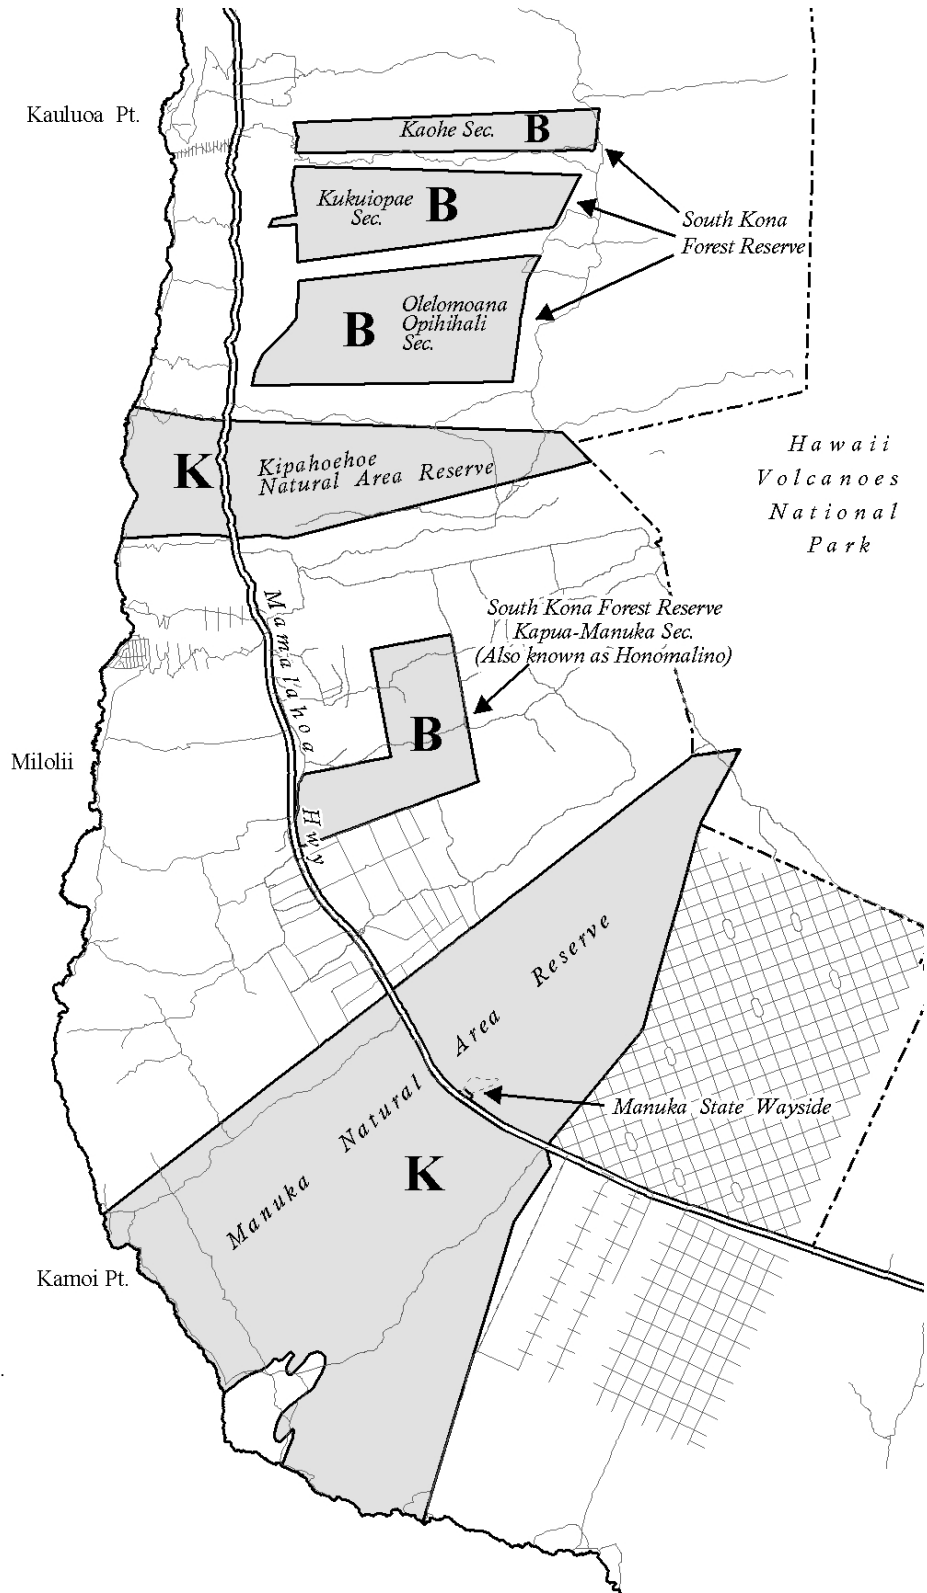 Kauluoa Pt.
Kaohe Sec.
B
Kukuiopae
Sec.
B
South Kona
Forest Reserve
B
Olelomoana
Opihihali
Sec.
K
Kipahoehoe
Natural Area Reserve
Hawaii
Volcanoes
National
Park
Mamalahoa Hwy
South Kona Forest Reserve
Kapua-Manuka Sec.
(Also known as Honomalino)
B
Milolii
Manuka Natural Area Reserve
Manuka State Wayside
K
Kamoi Pt.